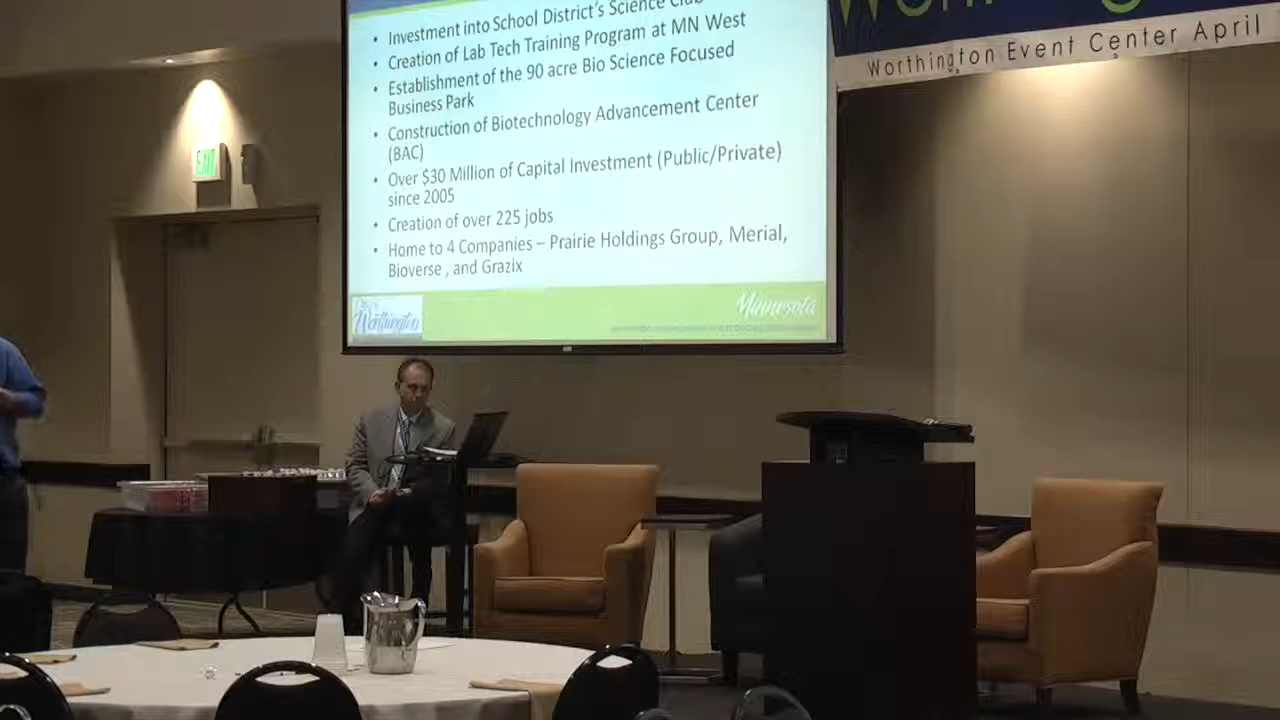 Worthington Event Center April
• Investment into School District's Science Club
• Creation of Lab Tech Training Program at MN West
• Establishment of the 90 acre Bio Science Focused
Business Park
• Construction of Biotechnology Advancement Center
(BAC)
• Over $30 Million of Capital Investment (Public/Private)
since 2005
• Creation of over 225 jobs
• Home to 4 Companies – Prairie Holdings Group, Merial,
Bioverse , and Grazix
City of
Worthington
Minnesota
EXIT